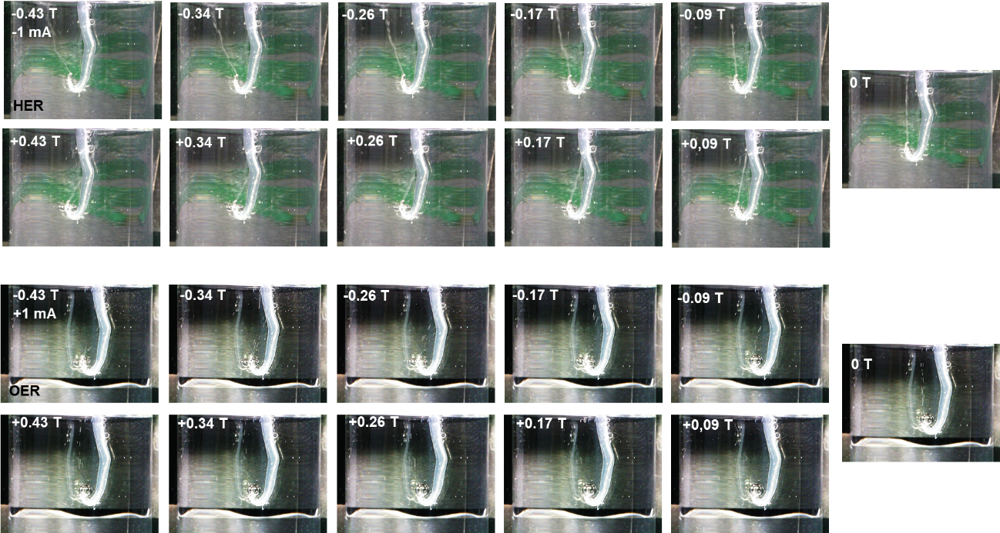 -0.43 T
-1 mA
HER
-0.34 T
-0.26 T
-0.17 T
-0.09 T
0 T
+0.43 T
+0.34 T
+0.26 T
+0.17 T
+0,09 T
-0.43 T
+1 mA
OER
-0.34 T
-0.26 T
-0.17 T
-0.09 T
0 T
+0.43 T
+0.34 T
+0.26 T
+0.17 T
+0,09 T